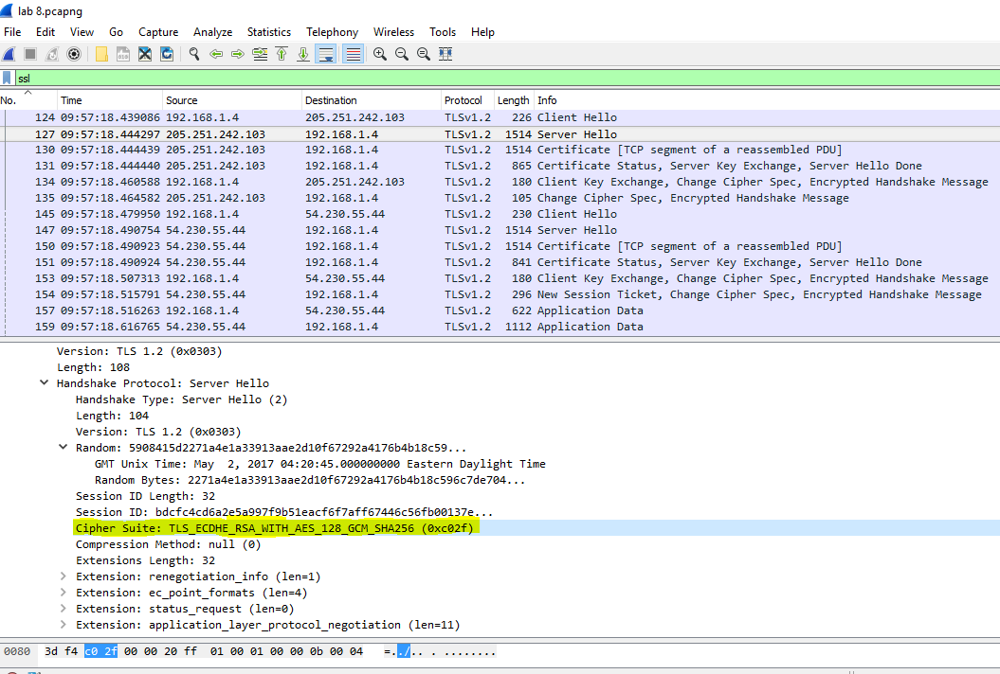 lab 8.pcapng
File Edit View Go Capture Analyze Statistics Telephony Wireless Tools Help
ssl
No. Time Source Destination Protocol Length Info
124 09:57:18.439086 192.168.1.4 205.251.242.103 TLSv1.2 226 Client Hello
127 09:57:18.444297 205.251.242.103 192.168.1.4 TLSv1.2 1514 Server Hello
130 09:57:18.444439 205.251.242.103 192.168.1.4 TLSv1.2 1514 Certificate [TCP segment of a reassembled PDU]
131 09:57:18.444440 205.251.242.103 192.168.1.4 TLSv1.2 865 Certificate Status, Server Key Exchange, Server Hello Done
134 09:57:18.460588 192.168.1.4 205.251.242.103 TLSv1.2 180 Client Key Exchange, Change Cipher Spec, Encrypted Handshake Message
135 09:57:18.464582 205.251.242.103 192.168.1.4 TLSv1.2 105 Change Cipher Spec, Encrypted Handshake Message
145 09:57:18.479950 192.168.1.4 54.230.55.44 TLSv1.2 230 Client Hello
147 09:57:18.490754 54.230.55.44 192.168.1.4 TLSv1.2 1514 Server Hello
150 09:57:18.490923 54.230.55.44 192.168.1.4 TLSv1.2 1514 Certificate [TCP segment of a reassembled PDU]
151 09:57:18.490924 54.230.55.44 192.168.1.4 TLSv1.2 841 Certificate Status, Server Key Exchange, Server Hello Done
153 09:57:18.507313 192.168.1.4 54.230.55.44 TLSv1.2 180 Client Key Exchange, Change Cipher Spec, Encrypted Handshake Message
154 09:57:18.515791 54.230.55.44 192.168.1.4 TLSv1.2 296 New Session Ticket, Change Cipher Spec, Encrypted Handshake Message
157 09:57:18.516263 192.168.1.4 54.230.55.44 TLSv1.2 622 Application Data
159 09:57:18.616765 54.230.55.44 192.168.1.4 TLSv1.2 1112 Application Data
Version: TLS 1.2 (0x0303)
Length: 108
Handshake Protocol: Server Hello
Handshake Type: Server Hello (2)
Length: 104
Version: TLS 1.2 (0x0303)
Random: 5908415d2271a4e1a33913aae2d10f67292a4176b4b18c59...
GMT Unix Time: May  2, 2017 04:20:45.000000000 Eastern Daylight Time
Random Bytes: 2271a4e1a33913aae2d10f67292a4176b4b18c596c7de704...
Session ID Length: 32
Session ID: bdcfc4cd6a2e5a997f9b51eacf6f7aff67446c56fb00137e...
Cipher Suite: TLS_ECDHE_RSA_WITH_AES_128_GCM_SHA256 (0xc02f)
Compression Method: null (0)
Extensions Length: 32
Extension: renegotiation_info (len=1)
Extension: ec_point_formats (len=4)
Extension: status_request (len=0)
Extension: application_layer_protocol_negotiation (len=11)
0080 3d f4 c0 2f 00 00 20 ff 01 00 01 00 00 0b 00 04 =../.. . ........